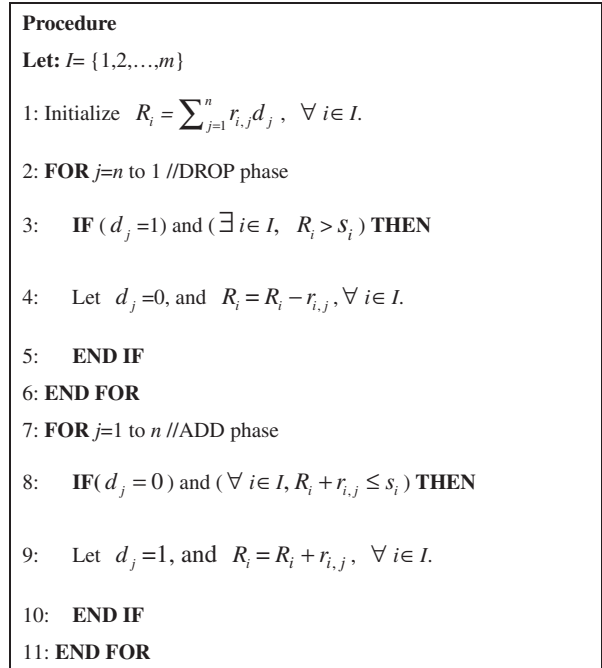 Procedure
Let: I= {1,2,…,m}
1: Initialize R_i = ∑_{j=1}^{n} r_{i,j} d_j , ∀ i∈ I.
2: FOR j=n to 1 //DROP phase
3: IF ( d_j =1) and ( ∃ i∈ I, R_i > s_i ) THEN
4: Let d_j =0, and R_i = R_i − r_{i,j} , ∀ i∈ I.
5: END IF
6: END FOR
7: FOR j=1 to n //ADD phase
8: IF( d_j = 0 ) and ( ∀ i∈ I, R_i + r_{i,j} ≤ s_i ) THEN
9: Let d_j =1, and R_i = R_i + r_{i,j} , ∀ i∈ I.
10: END IF
11: END FOR